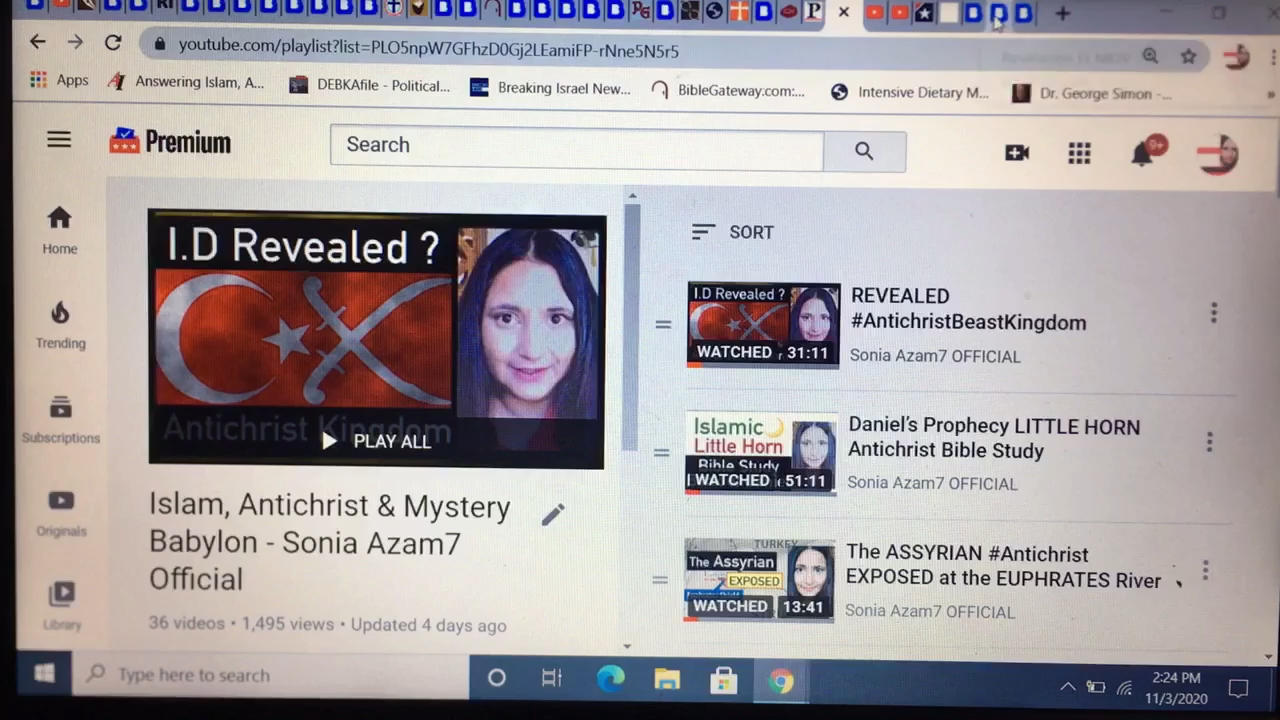 youtube.com/playlist?list=PLO5npW7GFhzD0Gj2LEamiFP-rNne5N5r5
Apps
Answering Islam, A...
DEBKAfile - Political...
Breaking Israel New...
BibleGateway.com:...
Intensive Dietary M...
Dr. George Simon -...
Premium
Search
9+
Home
Trending
Subscriptions
Originals
Library
I.D Revealed ?
Antichrist Kingdom
PLAY ALL
Islam, Antichrist & Mystery
Babylon - Sonia Azam7
Official
36 videos • 1,495 views • Updated 4 days ago
SORT
I.D Revealed ?
WATCHED
31:11
REVEALED
#AntichristBeastKingdom
Sonia Azam7 OFFICIAL
Islamic
Little Horn
Bible Study
WATCHED
51:11
Daniel's Prophecy LITTLE HORN
Antichrist Bible Study
Sonia Azam7 OFFICIAL
TURKEY
The Assyrian
EXPOSED
WATCHED
13:41
The ASSYRIAN #Antichrist
EXPOSED at the EUPHRATES River
Sonia Azam7 OFFICIAL
Type here to search
2:24 PM
11/3/2020